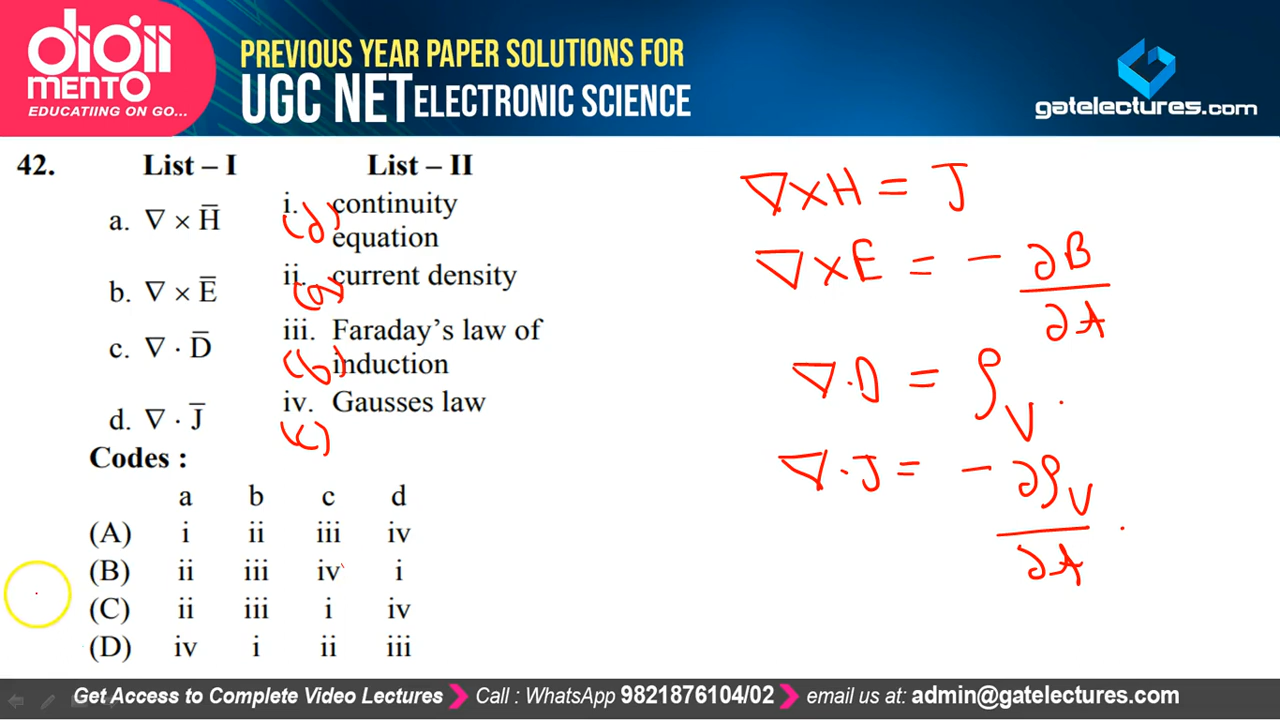 digii
MENTO
EDUCATIING ON GO...
PREVIOUS YEAR PAPER SOLUTIONS FOR
UGC NET ELECTRONIC SCIENCE
gatelectures.com
42. List – I List – II
a. ∇ × H̅
i. continuity
equation
(d)
b. ∇ × E̅
ii. current density
(a)
c. ∇ · D̅
iii. Faraday's law of
induction
(b)
d. ∇ · J̅
iv. Gausses law
(c)
Codes :
a b c d
(A) i ii iii iv
(B) ii iii iv i
(C) ii iii i iv
(D) iv i ii iii
∇×H = J
∇×E = - ∂B
∂t
∇·D = ρv
∇·J = - ∂ρv
∂t
Get Access to Complete Video Lectures Call : WhatsApp 9821876104/02 email us at: admin@gatelectures.com